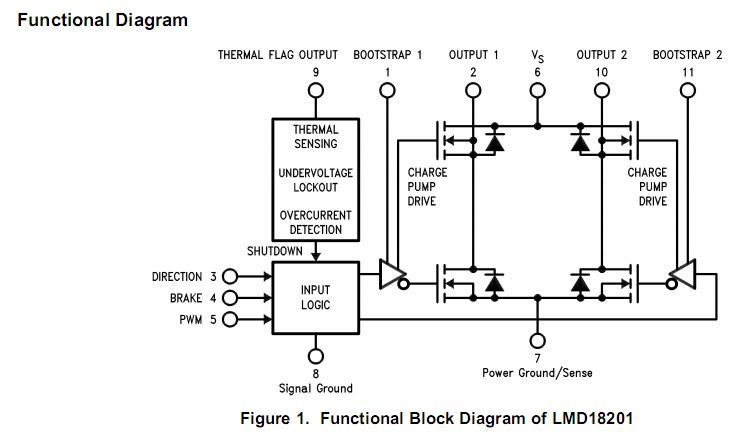 Functional Diagram
THERMAL FLAG OUTPUT
9
BOOTSTRAP 1
1
OUTPUT 1
2
VS
6
OUTPUT 2
10
BOOTSTRAP 2
11
THERMAL
SENSING
UNDERVOLTAGE
LOCKOUT
OVERCURRENT
DETECTION
CHARGE
PUMP
DRIVE
CHARGE
PUMP
DRIVE
SHUTDOWN
DIRECTION 3
BRAKE 4
PWM 5
INPUT
LOGIC
8
Signal Ground
7
Power Ground/Sense
Figure 1. Functional Block Diagram of LMD18201